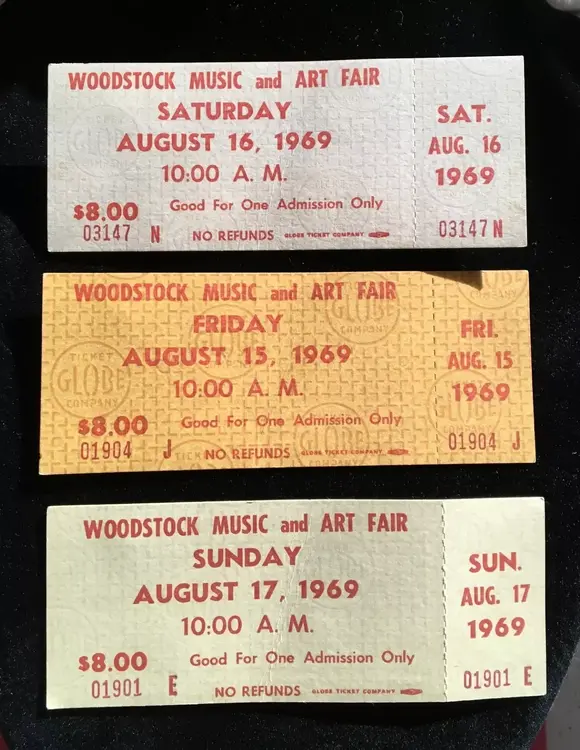 WOODSTOCK MUSIC and ART FAIR
SATURDAY
AUGUST 16, 1969
10:00 A. M.
$8.00 Good For One Admission Only
03147 N NO REFUNDS GLOBE TICKET COMPANY
SAT.
AUG. 16
1969
03147 N
WOODSTOCK MUSIC and ART FAIR
FRIDAY
AUGUST 15, 1969
10:00 A. M.
$8.00 Good For One Admission Only
01904 J NO REFUNDS GLOBE TICKET COMPANY
TICKET
GLOBE
COMPANY
FRI.
AUG. 15
1969
01904 J
WOODSTOCK MUSIC and ART FAIR
SUNDAY
AUGUST 17, 1969
10:00 A. M.
$8.00 Good For One Admission Only
01901 E NO REFUNDS GLOBE TICKET COMPANY
SUN.
AUG. 17
1969
01901 E